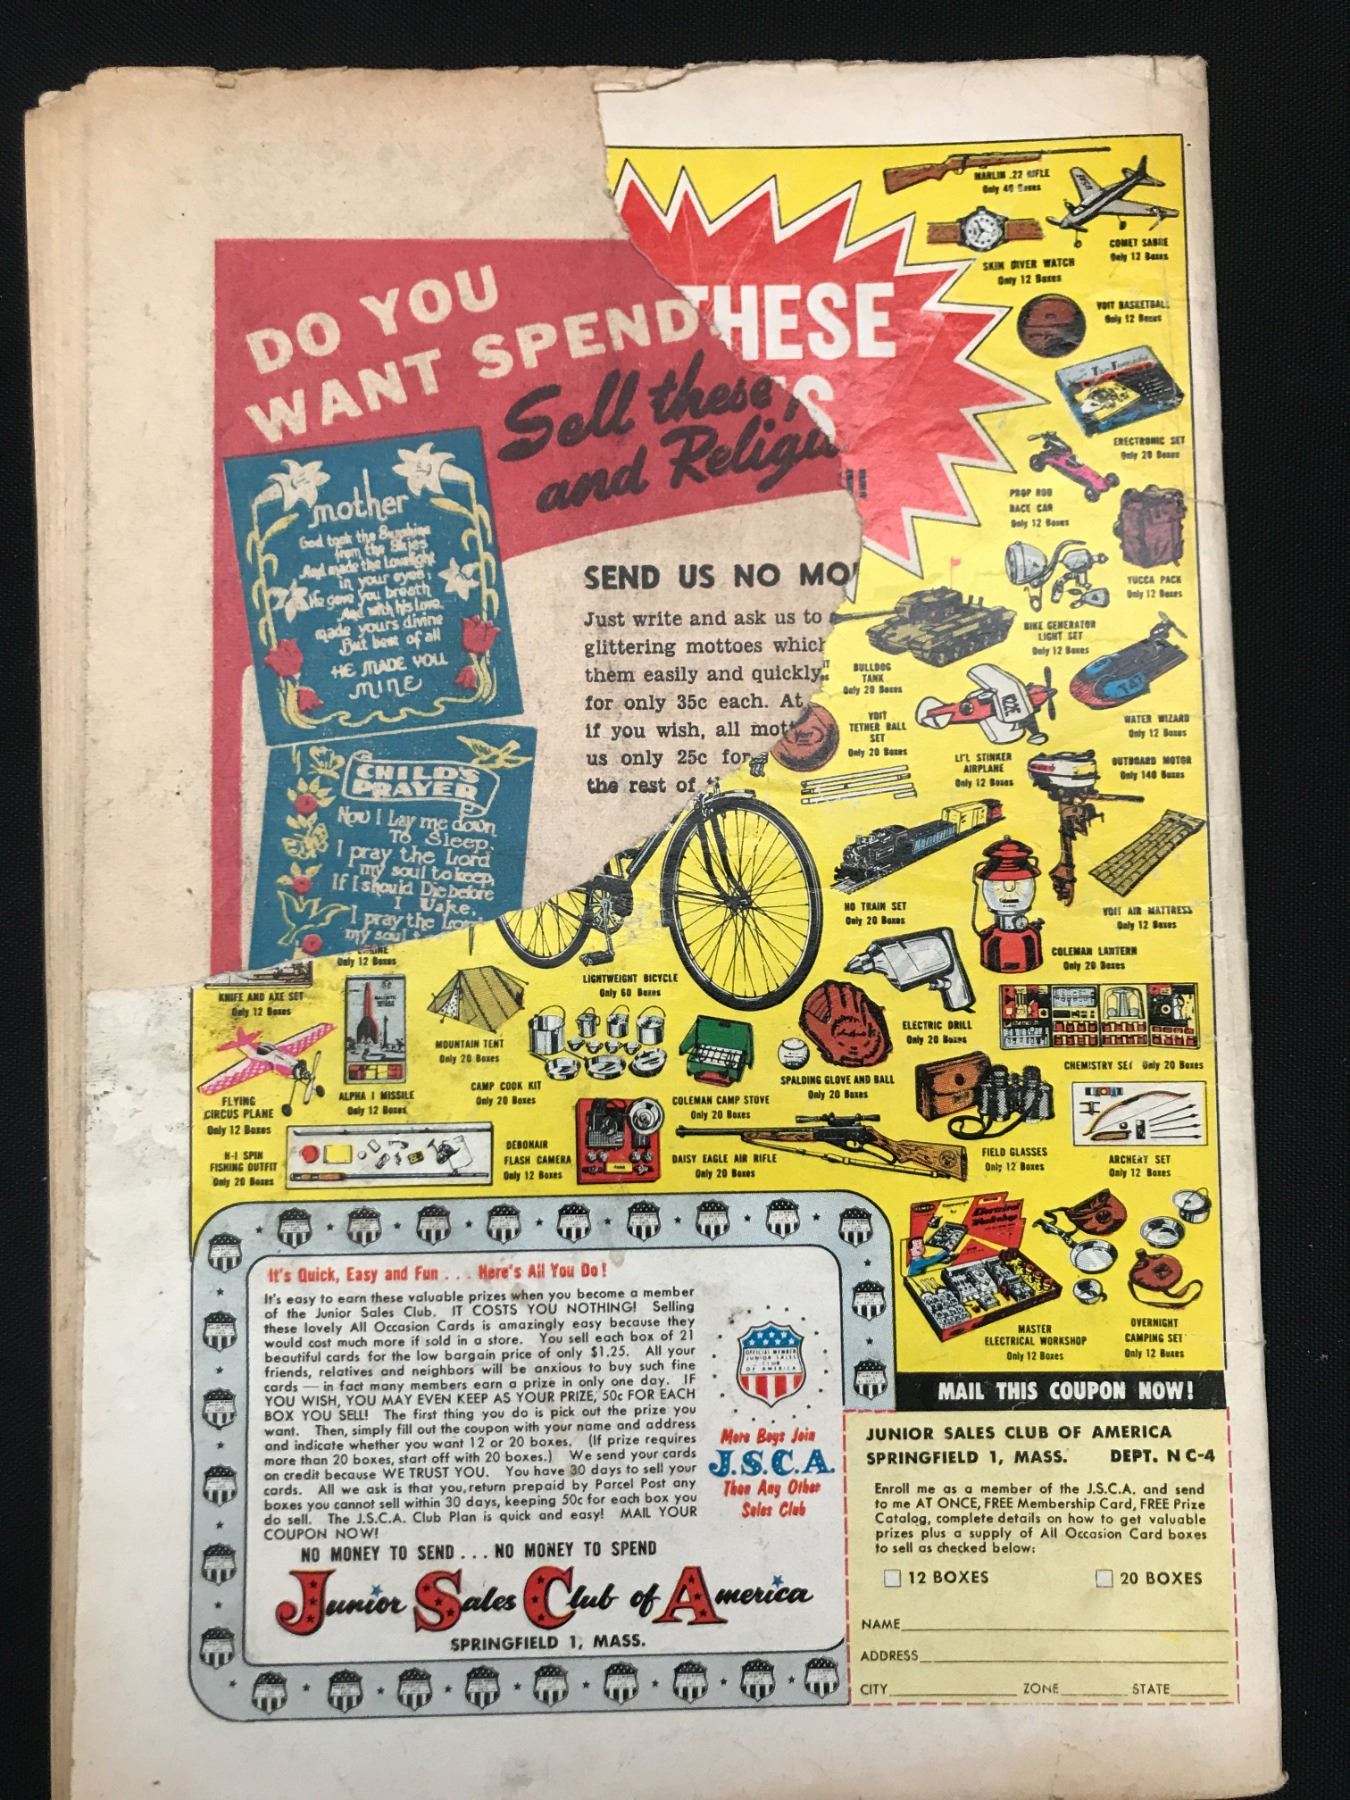 DO YOU
WANT SPEND
Sell these
and Religi
THESE
S
!!
mother
God took the Sunshine
from the Skies
And made the Lovelight
in your eyes;
He gave you breath
And with his Love,
made yours divine
But best of all
HE MADE YOU
MINE
CHILD'S
PRAYER
Now I Lay me down
To Sleep,
I pray the Lord
my soul to keep,
If I should Die before
I Wake,
I pray the Lor
my soul
SEND US NO MO
Just write and ask us to
glittering mottoes which
them easily and quickly
for only 35c each. At
if you wish, all mott
us only 25c for
the rest of
MARLIN .22 RIFLE
Only 40 Boxes
COMET SABRE
Only 12 Boxes
SKIN DIVER WATCH
Only 12 Boxes
VOIT BASKETBALL
Only 12 Boxes
ERECTRONIC SET
Only 20 Boxes
PROP ROD
RACE CAR
Only 12 Boxes
YUCCA PACK
Only 12 Boxes
BIKE GENERATOR
LIGHT SET
Only 12 Boxes
BULLDOG
TANK
Only 20 Boxes
WATER WIZARD
Only 12 Boxes
VOIT
TETHER BALL
SET
Only 20 Boxes
LI'L STINKER
AIRPLANE
Only 12 Boxes
OUTBOARD MOTOR
Only 140 Boxes
HO TRAIN SET
Only 20 Boxes
VOIT AIR MATTRESS
Only 12 Boxes
COLEMAN LANTERN
Only 20 Boxes
Only 12 Boxes
LIGHTWEIGHT BICYCLE
Only 60 Boxes
KNIFE AND AXE SET
Only 12 Boxes
ELECTRIC DRILL
Only 20 Boxes
MOUNTAIN TENT
Only 20 Boxes
CHEMISTRY SET Only 20 Boxes
CAMP COOK KIT
Only 20 Boxes
SPALDING GLOVE AND BALL
Only 20 Boxes
FLYING
CIRCUS PLANE
Only 12 Boxes
ALPHA 1 MISSILE
Only 12 Boxes
COLEMAN CAMP STOVE
Only 20 Boxes
H-I SPIN
FISHING OUTFIT
Only 20 Boxes
DEBONAIR
FLASH CAMERA
Only 12 Boxes
DAISY EAGLE AIR RIFLE
Only 20 Boxes
FIELD GLASSES
Only 12 Boxes
ARCHERY SET
Only 12 Boxes
Electrical
Workshop
MASTER
ELECTRICAL WORKSHOP
Only 12 Boxes
OVERNIGHT
CAMPING SET
Only 12 Boxes
It's Quick, Easy and Fun . . . Here's All You Do!
It's easy to earn these valuable prizes when you become a member
of the Junior Sales Club. IT COSTS YOU NOTHING! Selling
these lovely All Occasion Cards is amazingly easy because they
would cost much more if sold in a store. You sell each box of 21
beautiful cards for the low bargain price of only $1.25. All your
friends, relatives and neighbors will be anxious to buy such fine
cards — in fact many members earn a prize in only one day. IF
YOU WISH, YOU MAY EVEN KEEP AS YOUR PRIZE, 50c FOR EACH
BOX YOU SELL! The first thing you do is pick out the prize you
want. Then, simply fill out the coupon with your name and address
and indicate whether you want 12 or 20 boxes. (If prize requires
more than 20 boxes, start off with 20 boxes.) We send your cards
on credit because WE TRUST YOU. You have 30 days to sell your
cards. All we ask is that you, return prepaid by Parcel Post any
boxes you cannot sell within 30 days, keeping 50c for each box you
do sell. The J.S.C.A. Club Plan is quick and easy! MAIL YOUR
COUPON NOW!
OFFICIAL MEMBER
JUNIOR SALES
CLUB
OF AMERICA
More Boys Join
J.S.C.A.
Than Any Other
Sales Club
NO MONEY TO SEND . . . NO MONEY TO SPEND
Junior Sales Club of America
SPRINGFIELD 1, MASS.
MAIL THIS COUPON NOW!
JUNIOR SALES CLUB OF AMERICA
SPRINGFIELD 1, MASS. DEPT. NC-4
Enroll me as a member of the J.S.C.A. and send
to me AT ONCE, FREE Membership Card, FREE Prize
Catalog, complete details on how to get valuable
prizes plus a supply of All Occasion Card boxes
to sell as checked below:
12 BOXES 20 BOXES
NAME
ADDRESS
CITY ZONE STATE